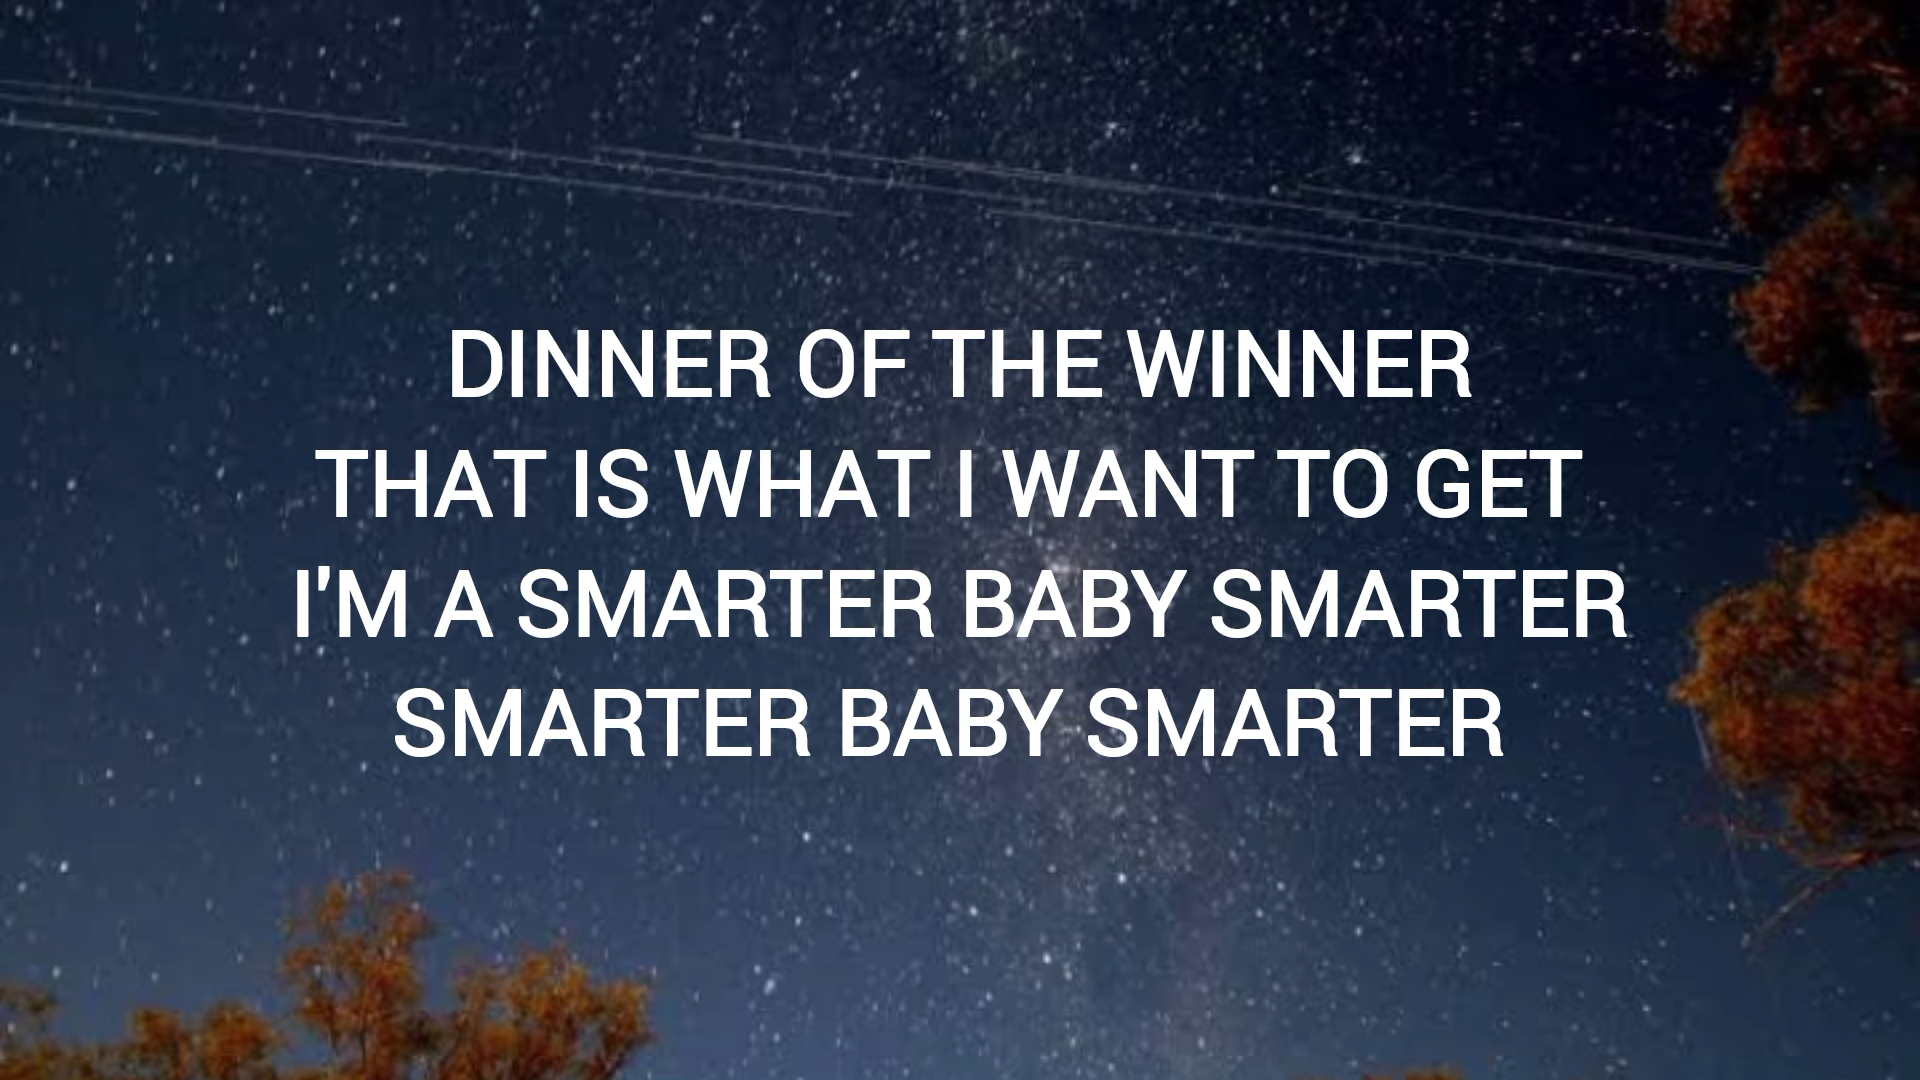 DINNER OF THE WINNER
THAT IS WHAT I WANT TO GET
I'M A SMARTER BABY SMARTER
SMARTER BABY SMARTER